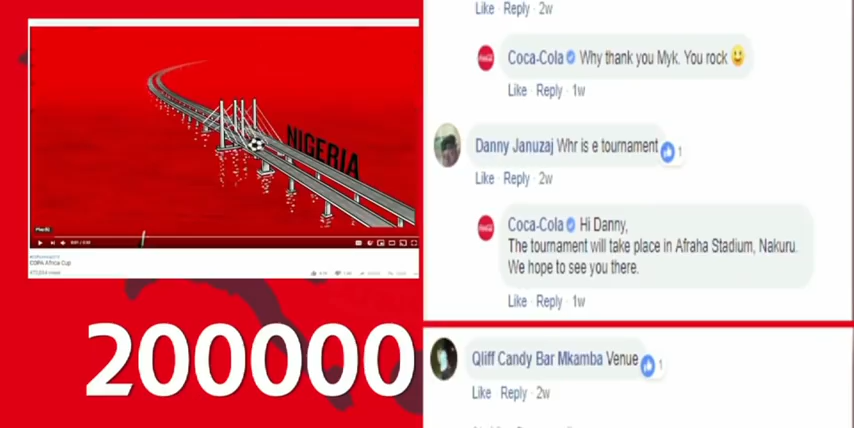 NIGERIA
COPA Africa Cup
200000
Like Reply 2w
Coca-Cola Why thank you Myk. You rock
Like Reply 1w
Danny Januzaj Whr is e tournament 1
Like Reply 2w
Coca-Cola Hi Danny,
The tournament will take place in Afraha Stadium, Nakuru.
We hope to see you there.
Like Reply 1w
Qliff Candy Bar Mkamba Venue 1
Like Reply 2w